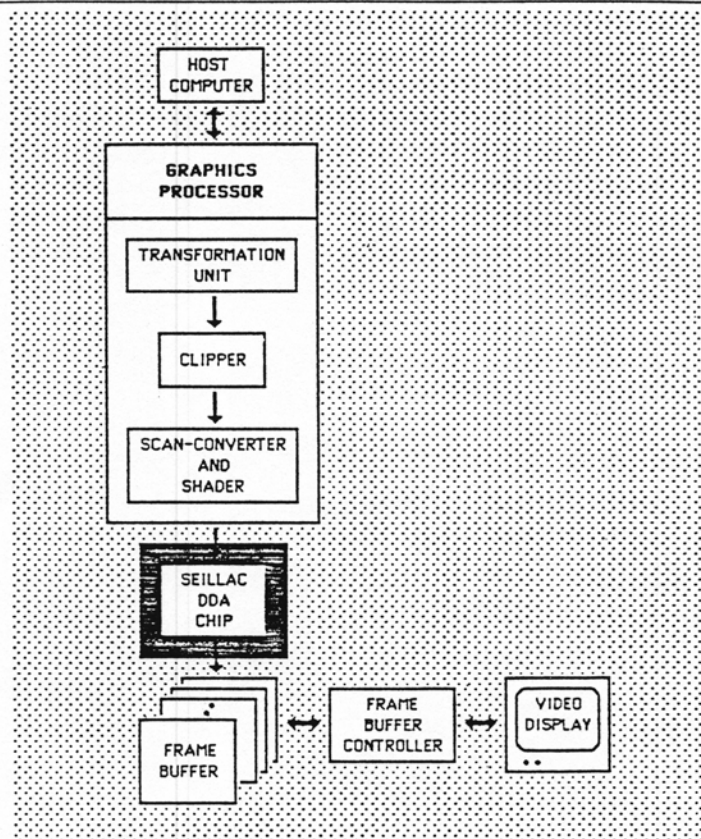 HOST
COMPUTER
GRAPHICS
PROCESSOR
TRANSFORMATION
UNIT
CLIPPER
SCAN-CONVERTER
AND
SHADER
SEILLAC
DDA
CHIP
FRAME
BUFFER
FRAME
BUFFER
CONTROLLER
VIDEO
DISPLAY